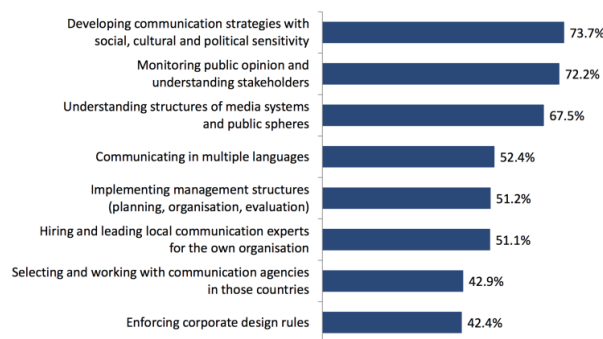 Developing communication strategies with
social, cultural and political sensitivity
73.7%
Monitoring public opinion and
understanding stakeholders
72.2%
Understanding structures of media systems
and public spheres
67.5%
Communicating in multiple languages
52.4%
Implementing management structures
(planning, organisation, evaluation)
51.2%
Hiring and leading local communication experts
for the own organisation
51.1%
Selecting and working with communication agencies
in those countries
42.9%
Enforcing corporate design rules
42.4%